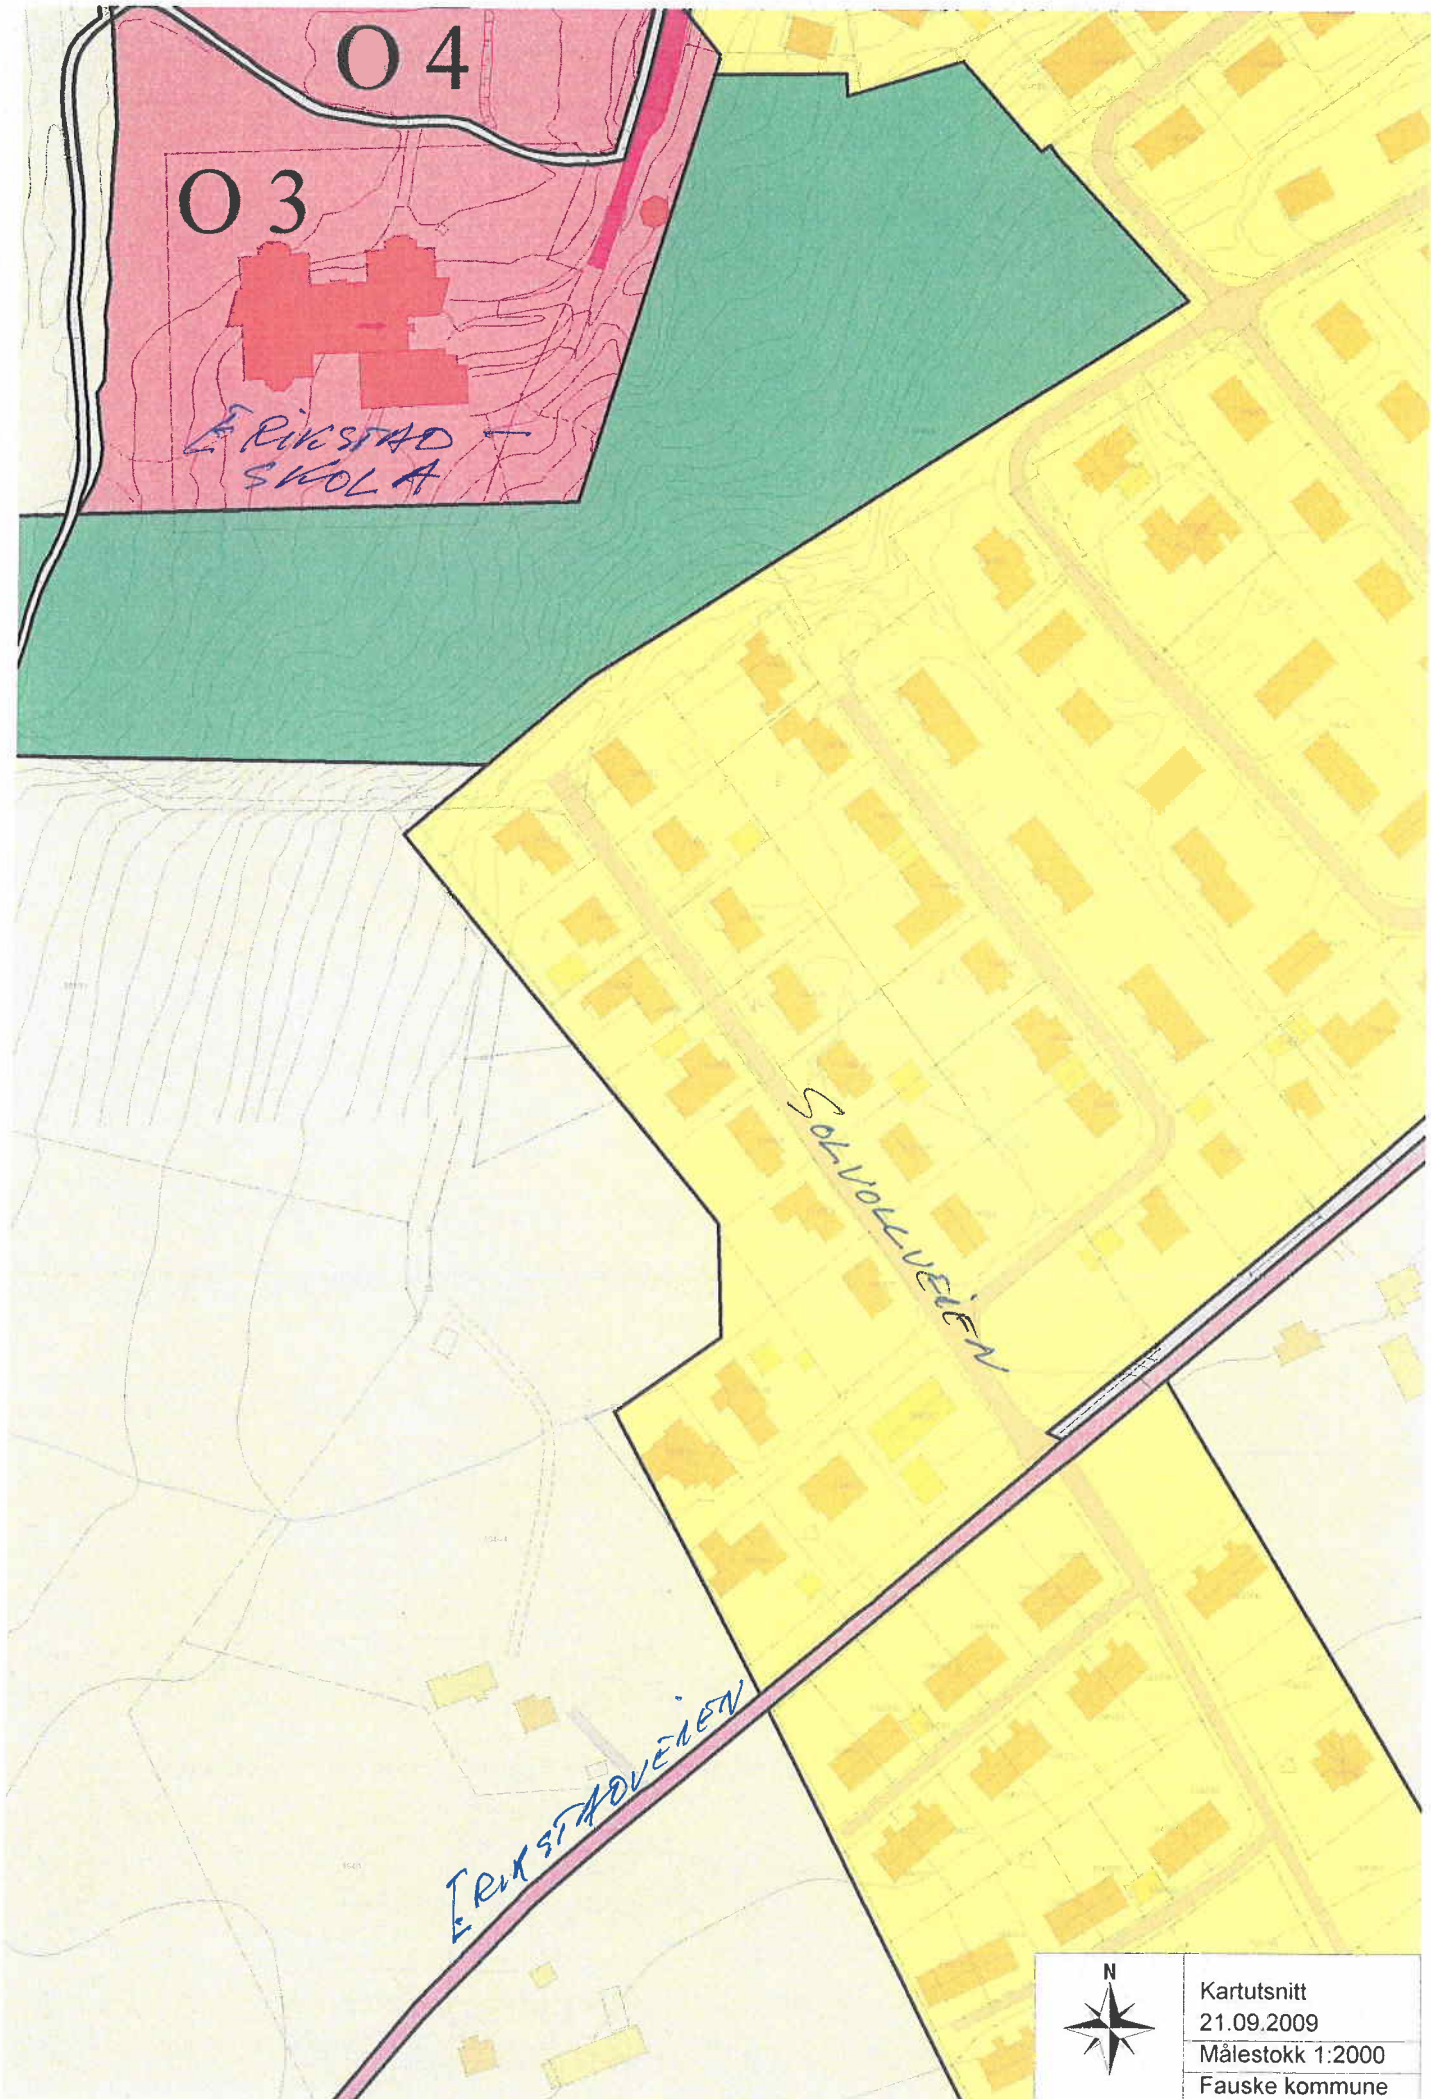 O 4
O 3
ERIKSTAD –
SKOLA
SOLVOLLVEIEN
ERIKSTADVEIEN
N
Kartutsnitt
21.09.2009
Målestokk 1:2000
Fauske kommune